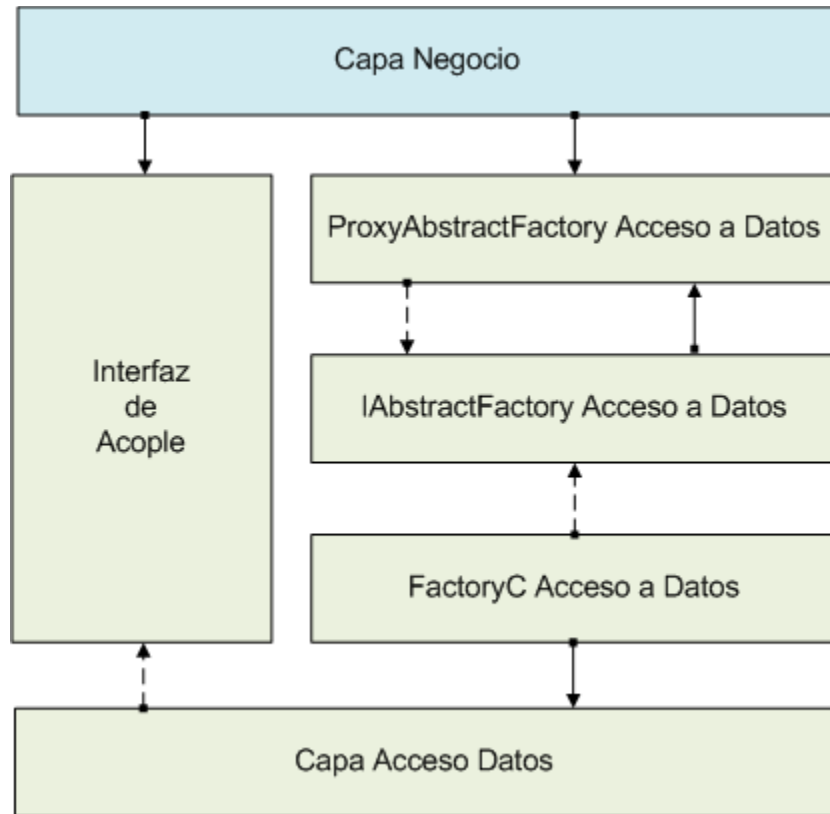 Capa Negocio
ProxyAbstractFactory Acceso a Datos
Interfaz
de
Acople
IAbstractFactory Acceso a Datos
FactoryC Acceso a Datos
Capa Acceso Datos